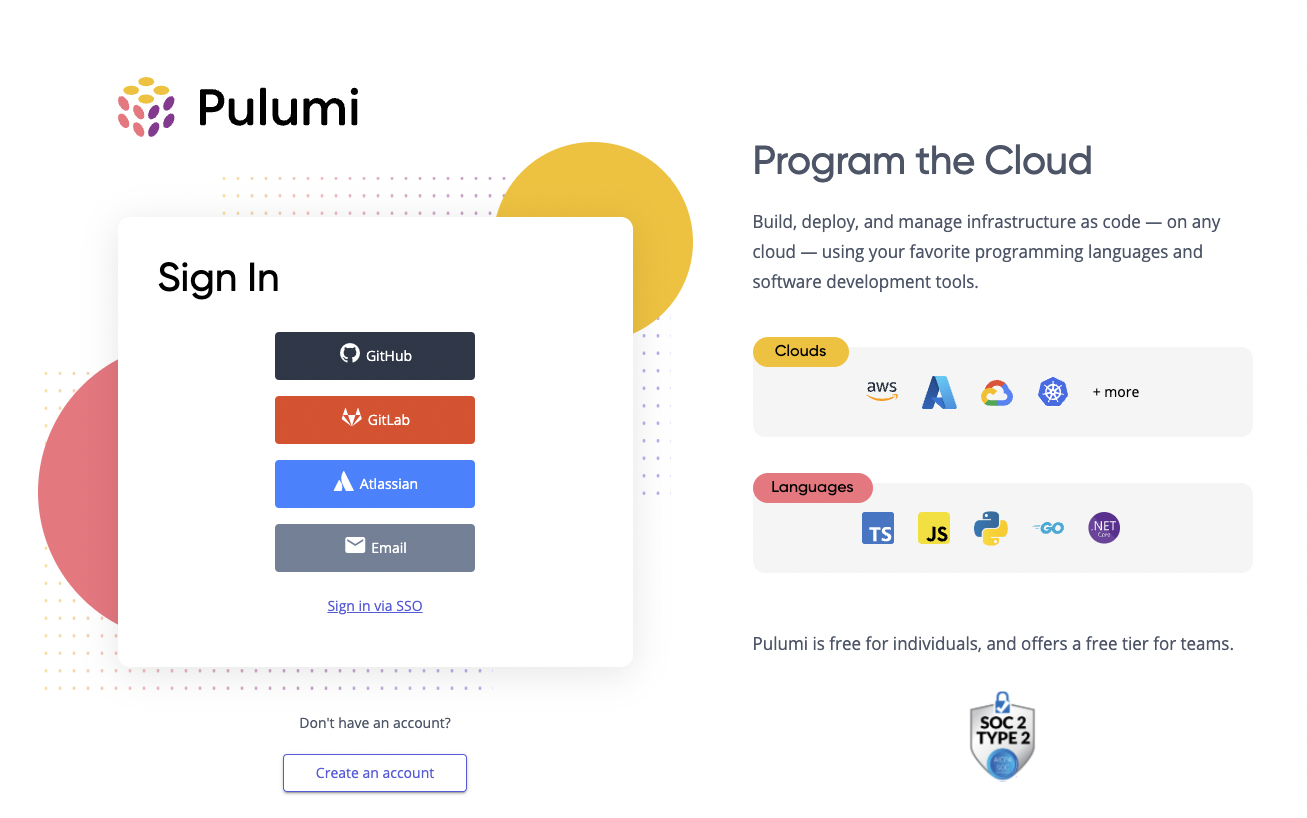 Pulumi
Sign In
GitHub
GitLab
Atlassian
Email
Sign in via SSO
Don't have an account?
Create an account
Program the Cloud
Build, deploy, and manage infrastructure as code — on any
cloud — using your favorite programming languages and
software development tools.
Clouds
aws
+ more
Languages
TS
JS
GO
.NET
Core
Pulumi is free for individuals, and offers a free tier for teams.
SOC 2
TYPE 2
AICPA
SOC